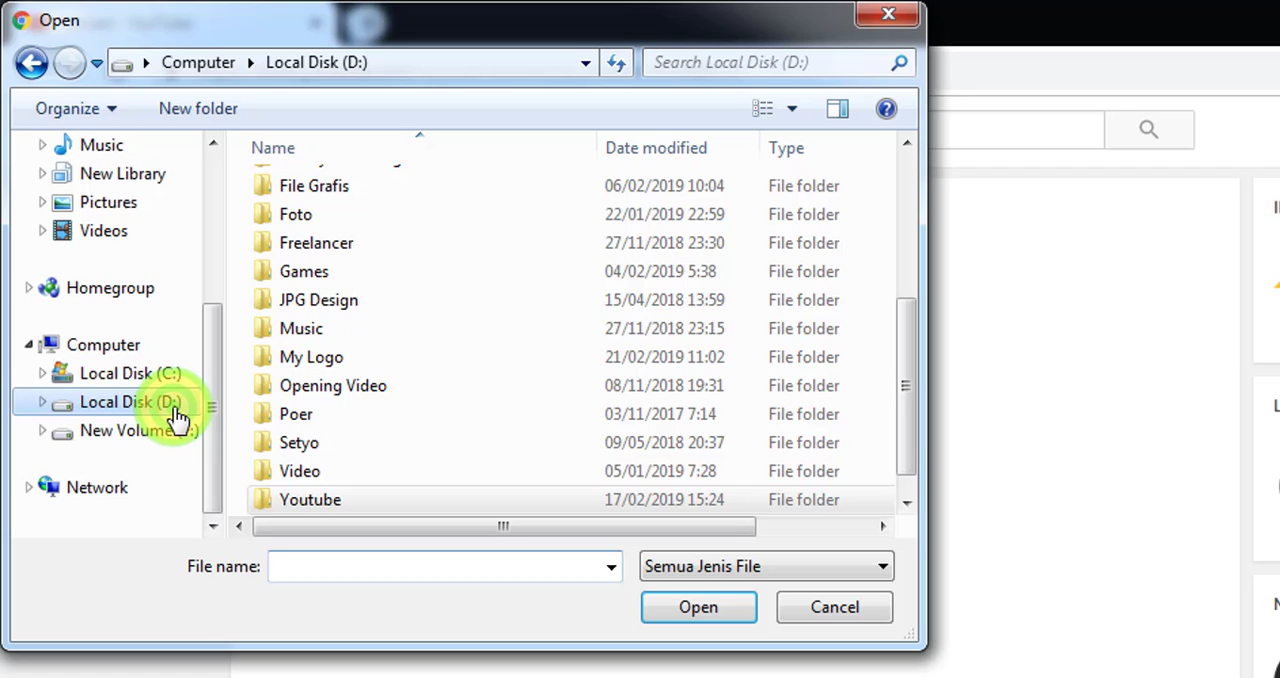 Open
Computer Local Disk (D:)
Search Local Disk (D:)
Organize New folder
Name Date modified Type
Music
New Library
Pictures
Videos
Homegroup
Computer
Local Disk (C:)
Local Disk (D:)
New Volume
Network
File Grafis 06/02/2019 10:04 File folder
Foto 22/01/2019 22:59 File folder
Freelancer 27/11/2018 23:30 File folder
Games 04/02/2019 5:38 File folder
JPG Design 15/04/2018 13:59 File folder
Music 27/11/2018 23:15 File folder
My Logo 21/02/2019 11:02 File folder
Opening Video 08/11/2018 19:31 File folder
Poer 03/11/2017 7:14 File folder
Setyo 09/05/2018 20:37 File folder
Video 05/01/2019 7:28 File folder
Youtube 17/02/2019 15:24 File folder
File name: Semua Jenis File
Open Cancel